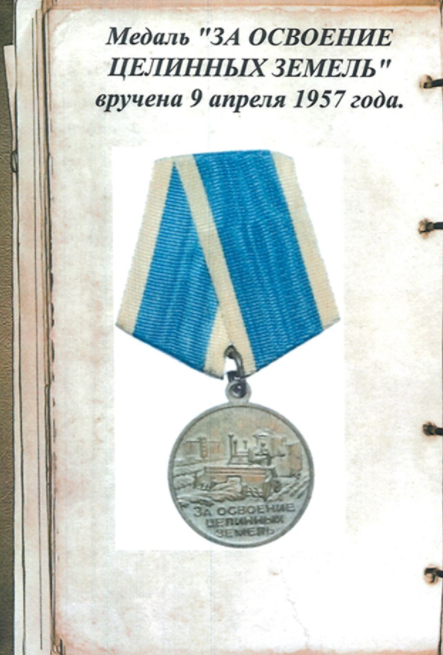 Медаль "ЗА ОСВОЕНИЕ
ЦЕЛИННЫХ ЗЕМЕЛЬ"
вручена 9 апреля 1957 года.
ЗА ОСВОЕНИЕ
ЦЕЛИННЫХ
ЗЕМЕЛЬ